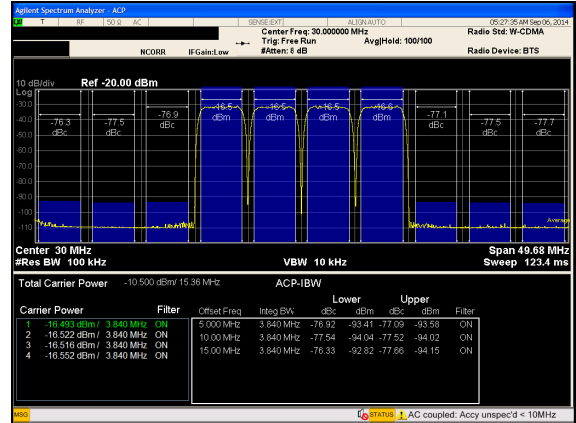 Agilent Spectrum Analyzer - ACP
T RF 50 Ω AC SENSE:EXT ALIGN AUTO 05:27:35 AM Sep 06, 2014
Center Freq: 30.000000 MHz Radio Std: W-CDMA
Trig: Free Run Avg|Hold: 100/100
NCORR IFGain:Low #Atten: 8 dB Radio Device: BTS
10 dB/div Ref -20.00 dBm
Log
-30.0
-40.0
-50.0
-60.0
-70.0
-80.0
-90.0
-100
-110
-76.3 dBc
-77.5 dBc
-76.9 dBc
-16.5 dBm
-16.5 dBm
-16.5 dBm
-16.6 dBm
-77.1 dBc
-77.5 dBc
-77.7 dBc
Average
Center 30 MHz Span 49.68 MHz
#Res BW 100 kHz VBW 10 kHz Sweep 123.4 ms
Total Carrier Power -10.500 dBm/ 15.36 MHz ACP-IBW
Lower Upper
Carrier Power Filter Offset Freq Integ BW dBc dBm dBc dBm Filter
1 -16.493 dBm / 3.840 MHz ON 5.000 MHz 3.840 MHz -76.92 -93.41 -77.09 -93.58 ON
2 -16.522 dBm / 3.840 MHz ON 10.00 MHz 3.840 MHz -77.54 -94.04 -77.52 -94.02 ON
3 -16.516 dBm / 3.840 MHz ON 15.00 MHz 3.840 MHz -76.33 -92.82 -77.66 -94.15 ON
4 -16.552 dBm / 3.840 MHz ON
MSG STATUS AC coupled: Accy unspec'd < 10MHz